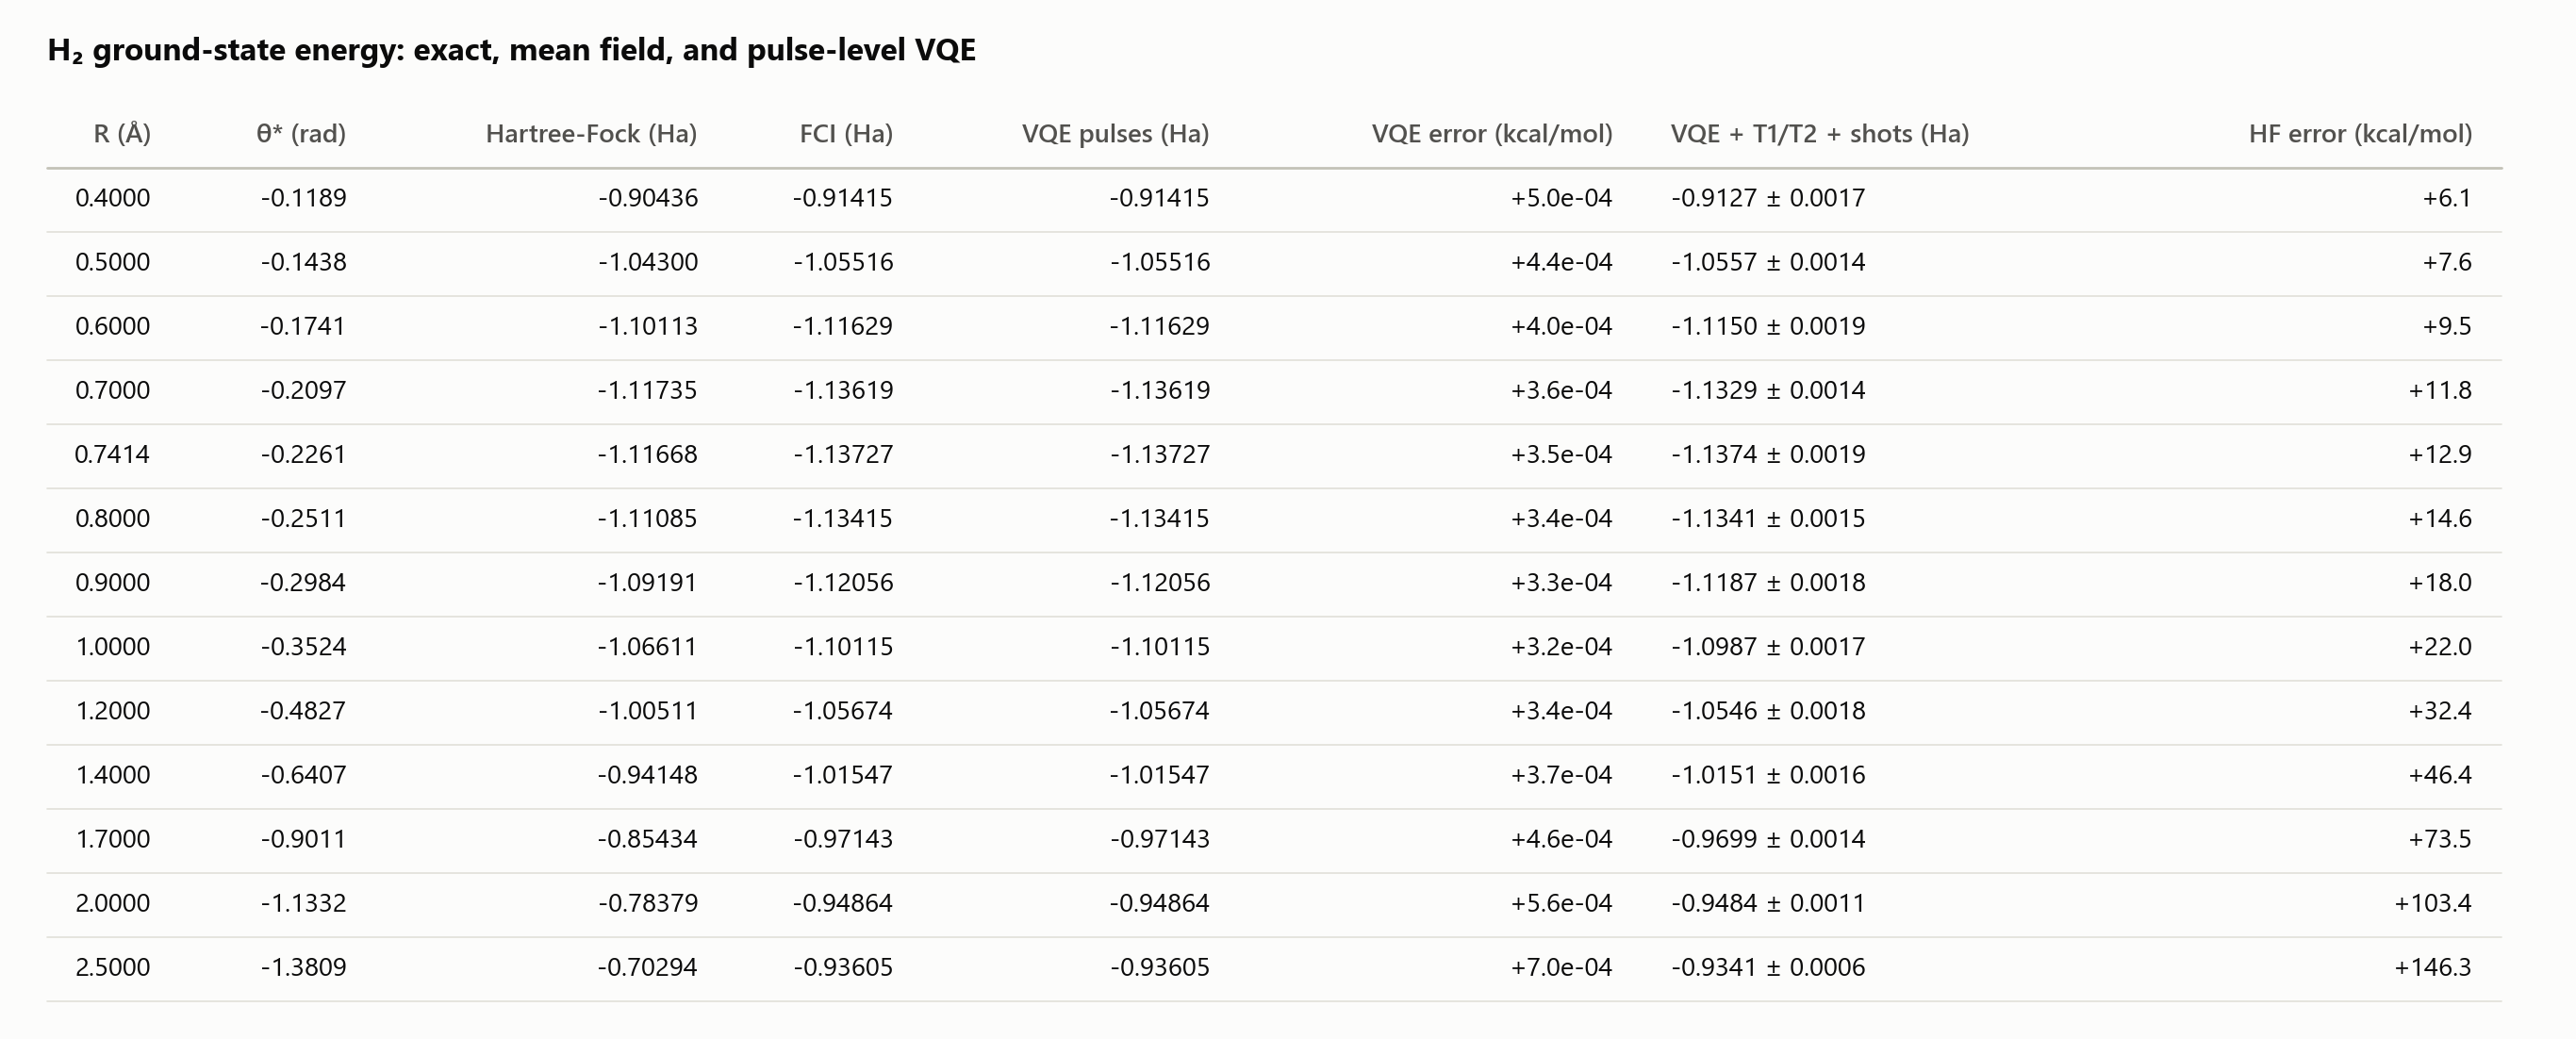 H₂ ground-state energy: exact, mean field, and pulse-level VQE
R (Å) θ* (rad) Hartree-Fock (Ha) FCI (Ha) VQE pulses (Ha) VQE error (kcal/mol) VQE + T1/T2 + shots (Ha) HF error (kcal/mol)
0.4000 -0.1189 -0.90436 -0.91415 -0.91415 +5.0e-04 -0.9127 ± 0.0017 +6.1
0.5000 -0.1438 -1.04300 -1.05516 -1.05516 +4.4e-04 -1.0557 ± 0.0014 +7.6
0.6000 -0.1741 -1.10113 -1.11629 -1.11629 +4.0e-04 -1.1150 ± 0.0019 +9.5
0.7000 -0.2097 -1.11735 -1.13619 -1.13619 +3.6e-04 -1.1329 ± 0.0014 +11.8
0.7414 -0.2261 -1.11668 -1.13727 -1.13727 +3.5e-04 -1.1374 ± 0.0019 +12.9
0.8000 -0.2511 -1.11085 -1.13415 -1.13415 +3.4e-04 -1.1341 ± 0.0015 +14.6
0.9000 -0.2984 -1.09191 -1.12056 -1.12056 +3.3e-04 -1.1187 ± 0.0018 +18.0
1.0000 -0.3524 -1.06611 -1.10115 -1.10115 +3.2e-04 -1.0987 ± 0.0017 +22.0
1.2000 -0.4827 -1.00511 -1.05674 -1.05674 +3.4e-04 -1.0546 ± 0.0018 +32.4
1.4000 -0.6407 -0.94148 -1.01547 -1.01547 +3.7e-04 -1.0151 ± 0.0016 +46.4
1.7000 -0.9011 -0.85434 -0.97143 -0.97143 +4.6e-04 -0.9699 ± 0.0014 +73.5
2.0000 -1.1332 -0.78379 -0.94864 -0.94864 +5.6e-04 -0.9484 ± 0.0011 +103.4
2.5000 -1.3809 -0.70294 -0.93605 -0.93605 +7.0e-04 -0.9341 ± 0.0006 +146.3